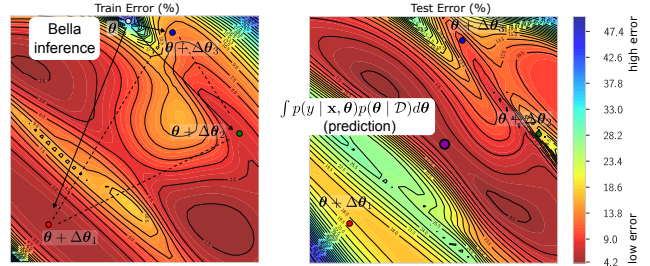 Train Error (%)
Test Error (%)
Bella
inference
θ
θ + Δθ₃
θ + Δθ₂
θ + Δθ₁
θ + Δθ₃
∫ p(y | x, θ)p(θ | D)dθ
(prediction)
θ + Δθ₁
47.4
42.6
37.8
33.0
28.2
23.4
18.6
13.8
9.0
4.2
high error
low error